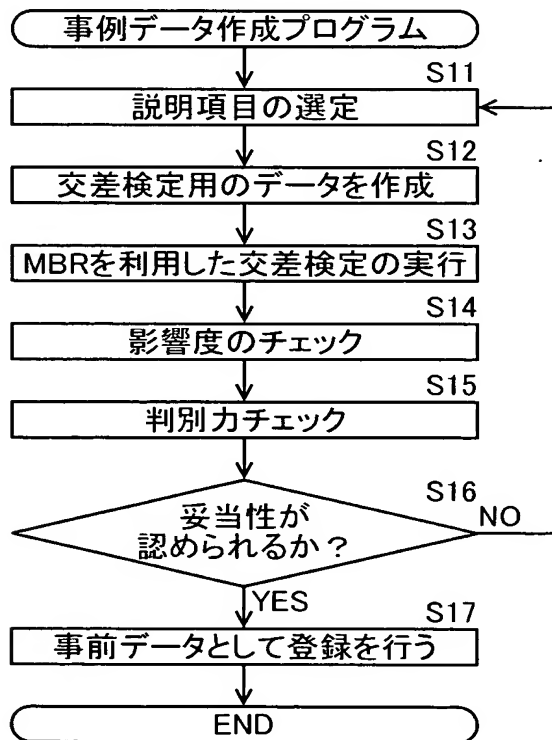 事例データ作成プログラム
S11
説明項目の選定
S12
交差検定用のデータを作成
S13
MBRを利用した交差検定の実行
S14
影響度のチェック
S15
判別力チェック
S16
妥当性が
認められるか？
NO
YES
S17
事前データとして登録を行う
END